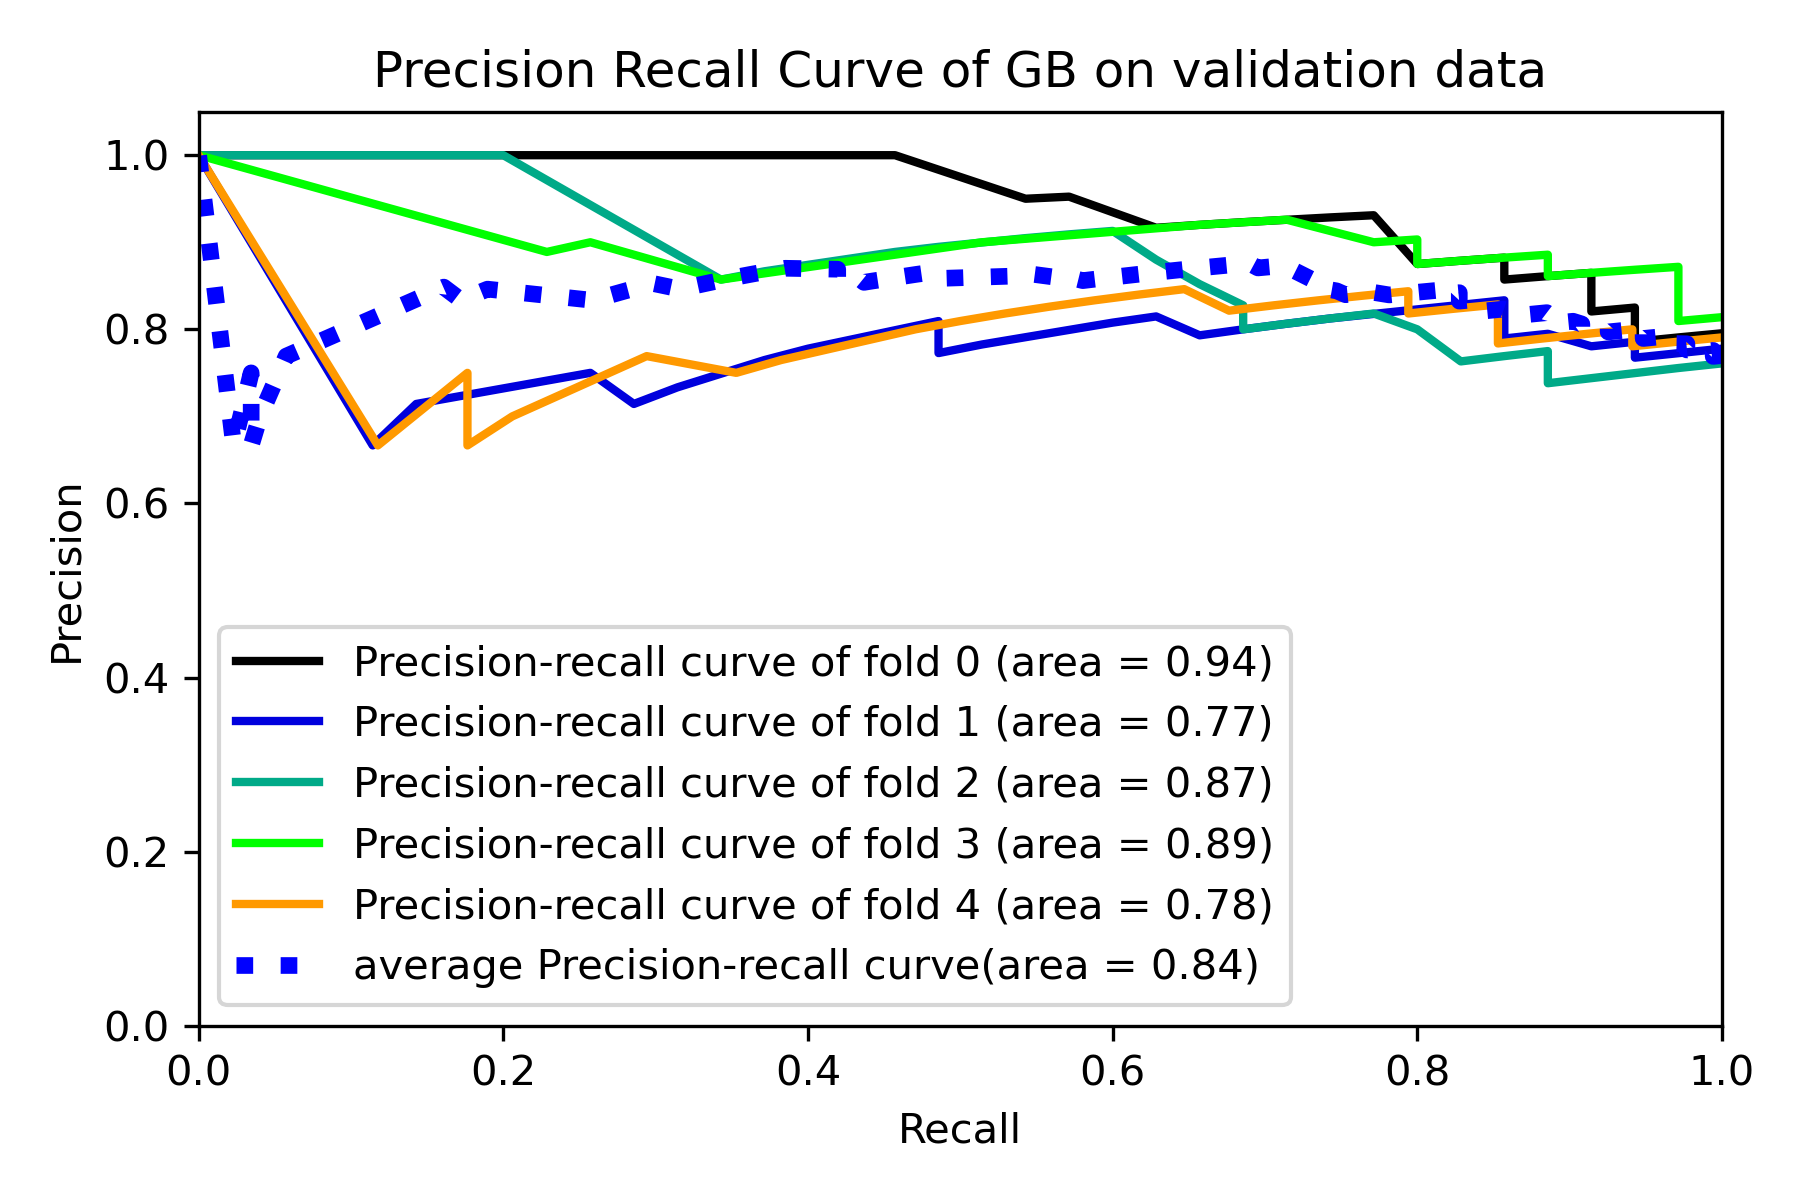 Precision Recall Curve of GB on validation data
1.0
0.8
0.6
0.4
0.2
0.0
Precision
Precision-recall curve of fold 0 (area = 0.94)
Precision-recall curve of fold 1 (area = 0.77)
Precision-recall curve of fold 2 (area = 0.87)
Precision-recall curve of fold 3 (area = 0.89)
Precision-recall curve of fold 4 (area = 0.78)
average Precision-recall curve(area = 0.84)
0.0 0.2 0.4 0.6 0.8 1.0
Recall